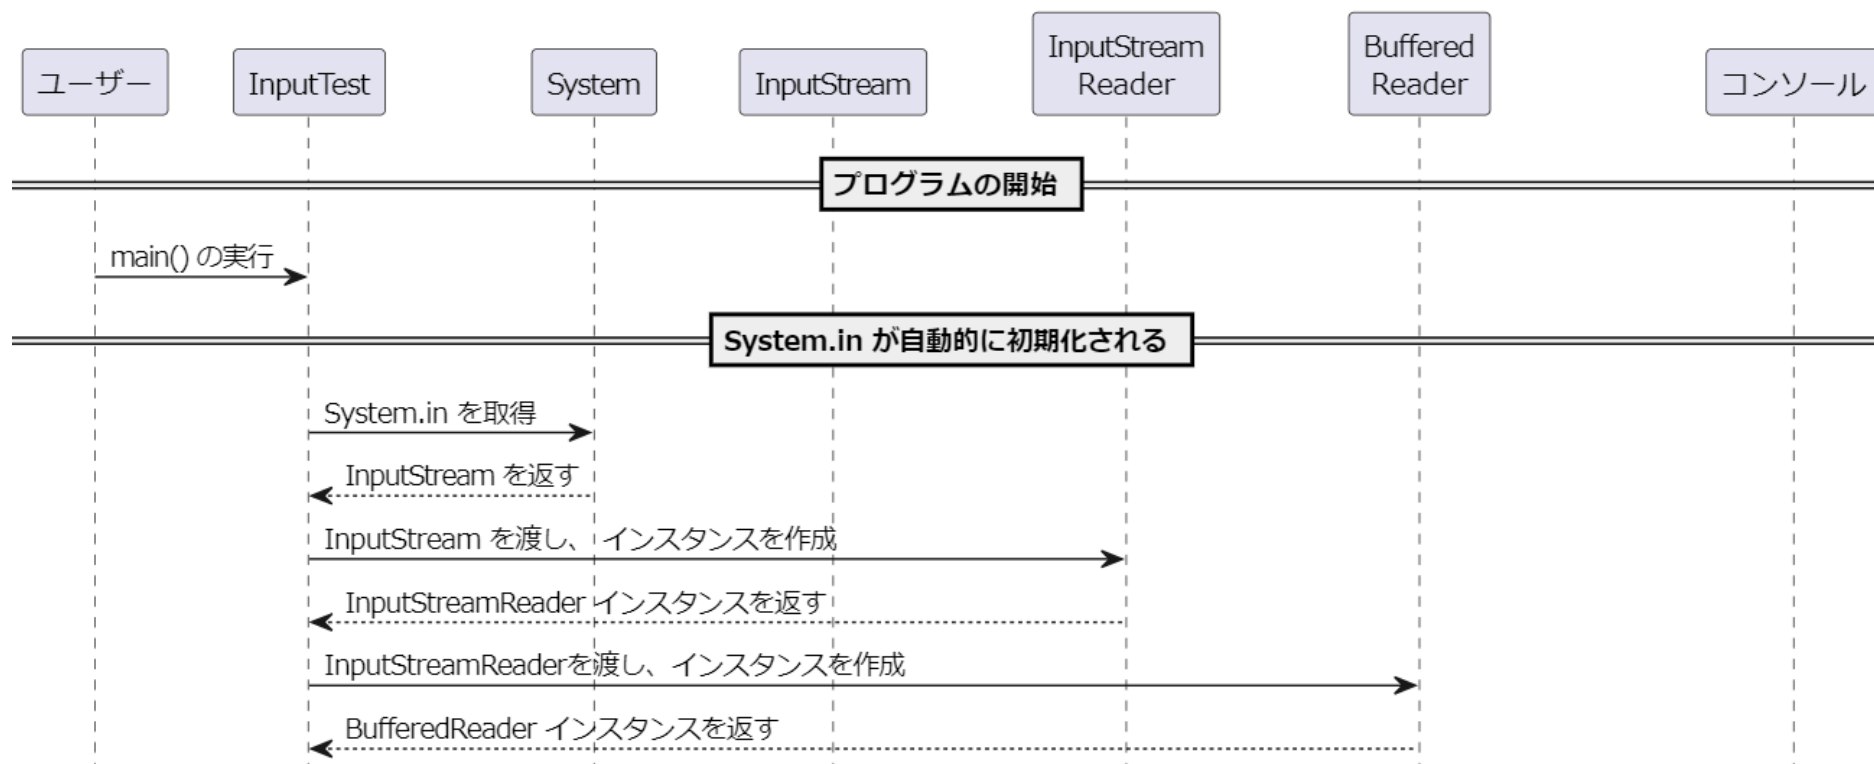 ユーザー
InputTest
System
InputStream
InputStream
Reader
Buffered
Reader
コンソール
プログラムの開始
main() の実行
System.in が自動的に初期化される
System.in を取得
InputStream を返す
InputStream を渡し、 インスタンスを作成
InputStreamReader インスタンスを返す
InputStreamReaderを渡し、インスタンスを作成
BufferedReader インスタンスを返す